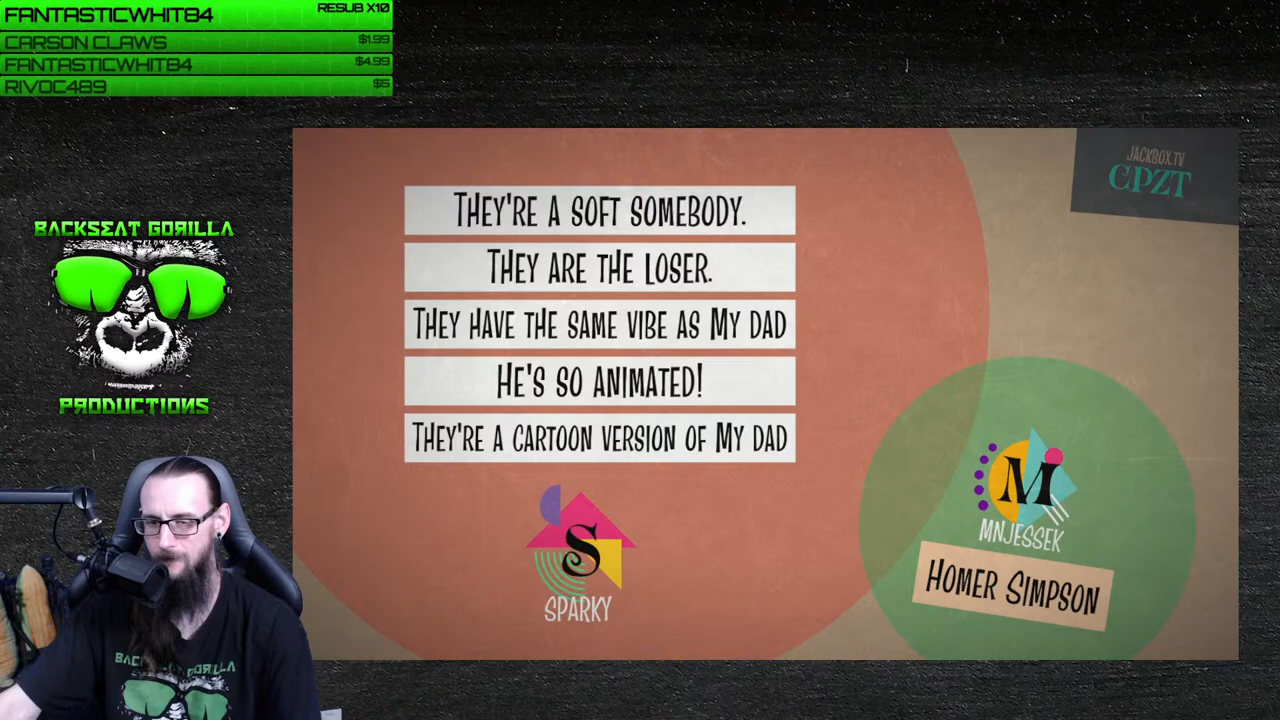 FANTASTICWHIT84 RESUB X10
CARSON CLAWS $1.99
FANTASTICWHIT84 $4.99
RIVOC489 $5
JACKBOX.TV
CPZT
THEY'RE A SOFT SOMEBODY.
THEY ARE THE LOSER.
THEY HAVE THE SAME VIBE AS MY DAD
HE'S SO ANIMATED!
THEY'RE A CARTOON VERSION OF MY DAD
BACKSEAT GORILLA
PRODUCTIONS
M
MNJESSEK
HOMER SIMPSON
S
SPARKY